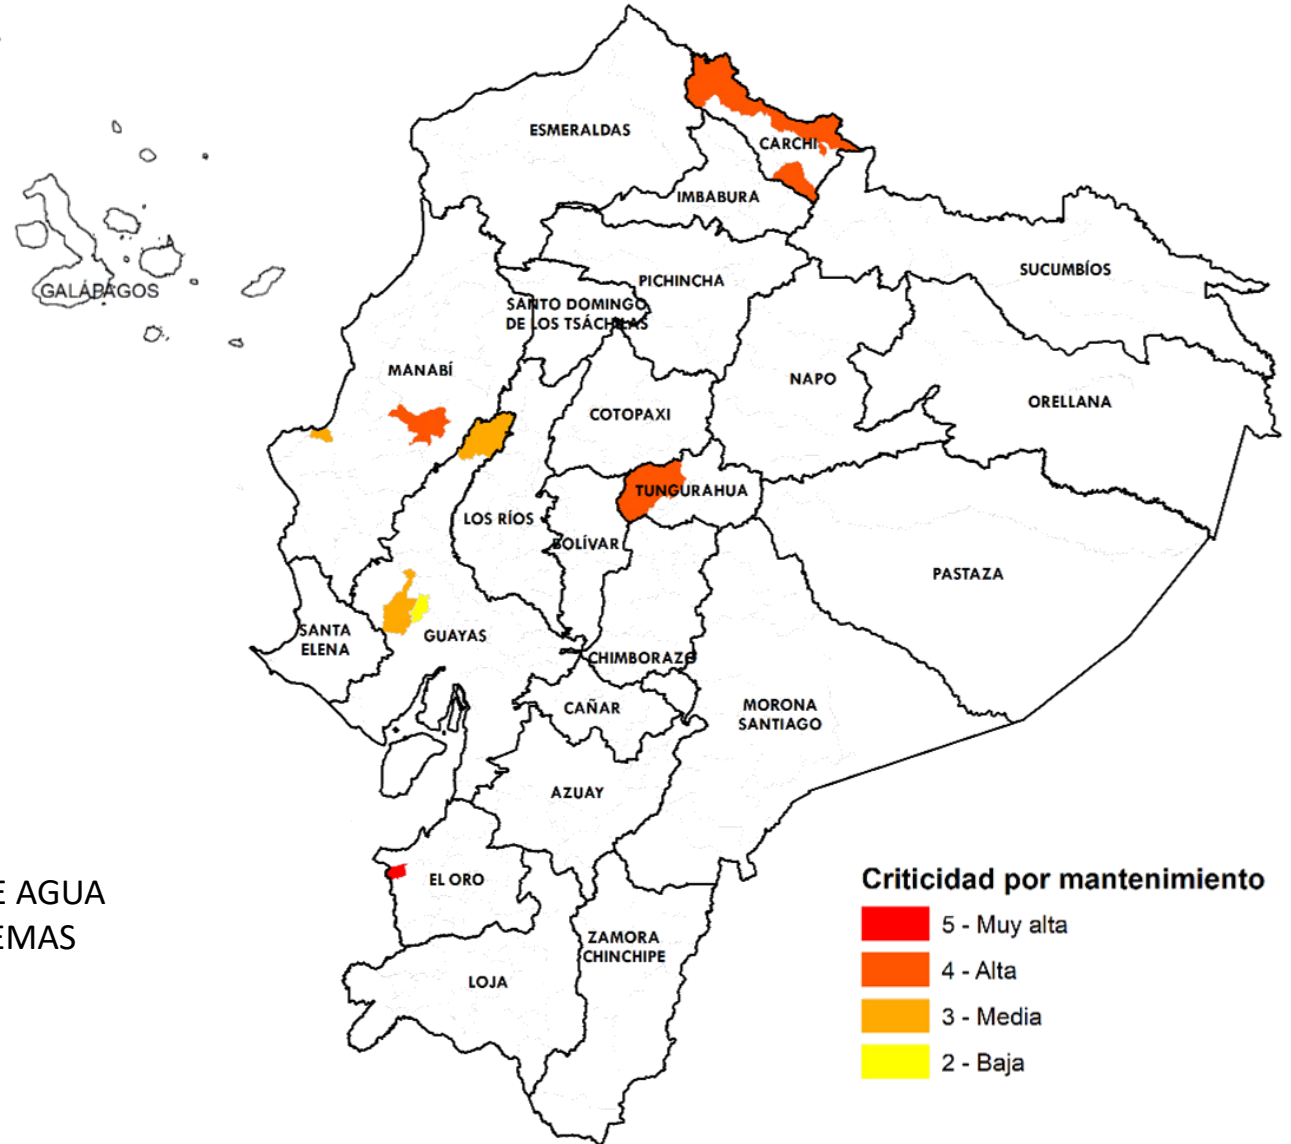 ESMERALDAS
CARCHI
IMBABURA
SUCUMBÍOS
PICHINCHA
GALÁPAGOS
SANTO DOMINGO
DE LOS TSÁCHILAS
MANABÍ
NAPO
ORELLANA
COTOPAXI
TUNGURAHUA
LOS RÍOS
BOLÍVAR
PASTAZA
SANTA
ELENA
GUAYAS
CHIMBORAZO
CAÑAR
MORONA
SANTIAGO
AZUAY
EL ORO
ZAMORA
CHINCHIPE
LOJA
E AGUA
EMAS
Criticidad por mantenimiento
5 - Muy alta
4 - Alta
3 - Media
2 - Baja